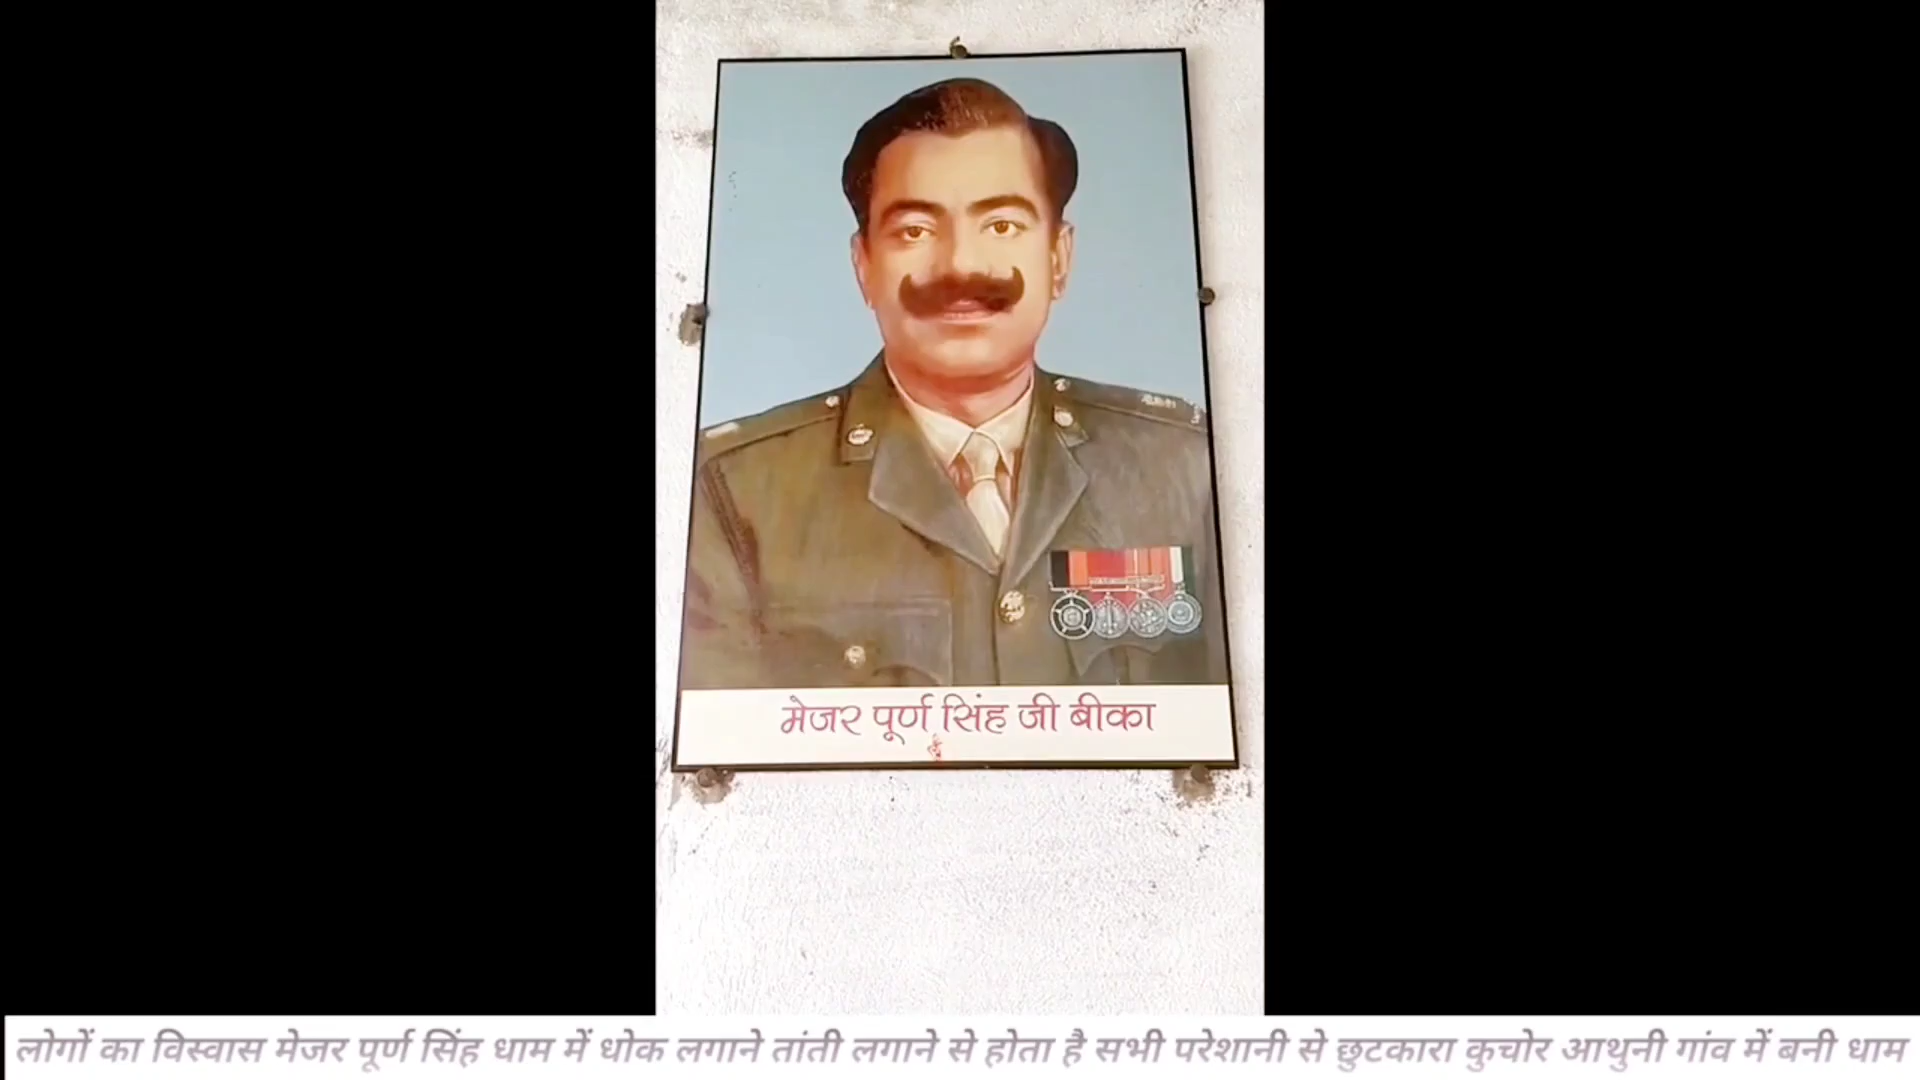 मेजर पूर्ण सिंह जी बीका
लोगों का विस्वास मेजर पूर्ण सिंह धाम में धोक लगाने तांती लगाने से होता है सभी परेशानी से छुटकारा कुचोर आथुनी गांव में बनी धाम